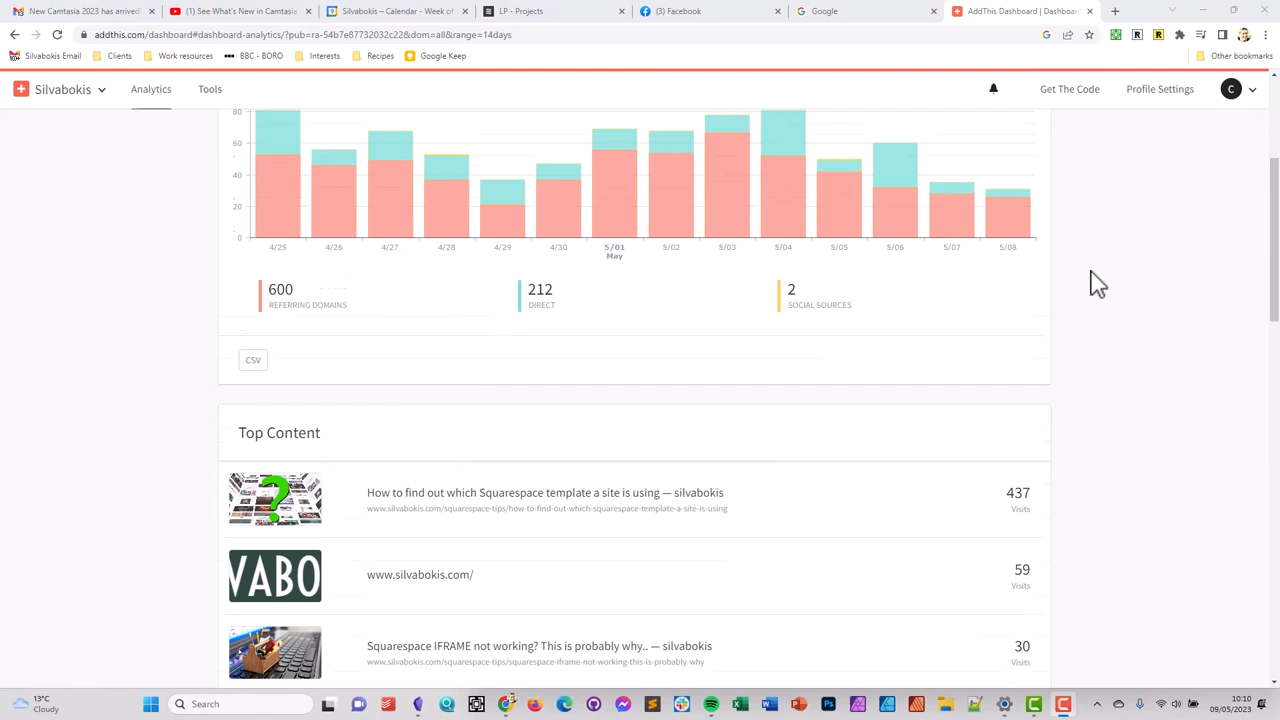 New Camtasia 2023 has arrived!
(1) See What's New in Camtasia
Silvabokis – Calendar - Week of
LP - Projects
(3) Facebook
Google
AddThis Dashboard | Dashboar
addthis.com/dashboard#dashboard-analytics/?pub=ra-54b7e87732032c22&dom=all&range=14days
Silvabokis Email
Clients
Work resources
BBC - BORO
Interests
Recipes
Google Keep
Other bookmarks
Silvabokis
Analytics
Tools
Get The Code
Profile Settings
C
80
60
40
20
0
4/25 4/26 4/27 4/28 4/29 4/30 5/01 5/02 5/03 5/04 5/05 5/06 5/07 5/08
May
600
REFERRING DOMAINS
212
DIRECT
2
SOCIAL SOURCES
CSV
Top Content
How to find out which Squarespace template a site is using — silvabokis
www.silvabokis.com/squarespace-tips/how-to-find-out-which-squarespace-template-a-site-is-using
437
Visits
VABO
www.silvabokis.com/
59
Visits
Squarespace IFRAME not working? This is probably why.. — silvabokis
www.silvabokis.com/squarespace-tips/squarespace-iframe-not-working-this-is-probably-why
30
Visits
13°C
Cloudy
Search
10:10
09/05/2023